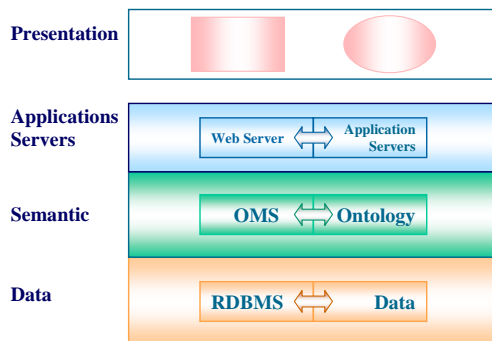 Presentation
Applications
Servers
Web Server
Application
Servers
Semantic
OMS
Ontology
Data
RDBMS
Data